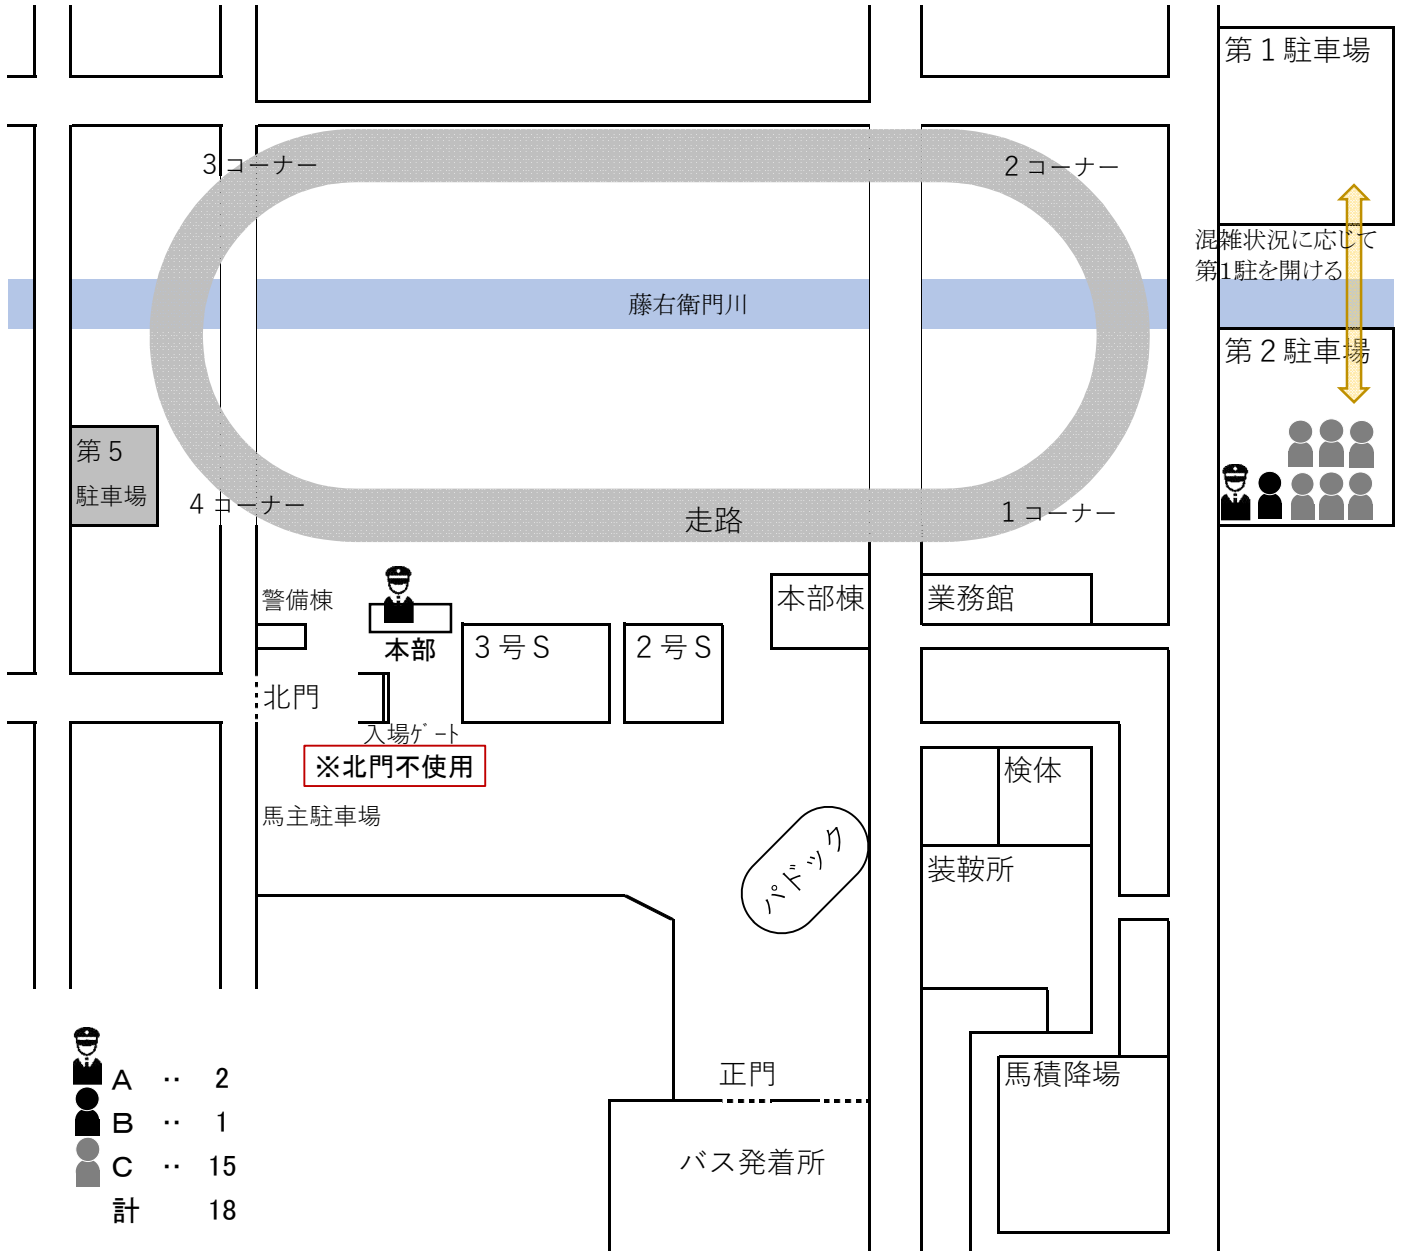 第１駐車場
3 コーナー
2 コーナー
混雑状況に応じて
第1駐を開ける
藤右衛門川
第２駐車場
第５
駐車場
4 コーナー
走路
1 コーナー
警備棟
本部
本部棟
業務館
３号Ｓ
２号Ｓ
北門
入場ｹﾞｰﾄ
※北門不使用
検体
馬主駐車場
パドック
装鞍所
正門
馬積降場
バス発着所
Ａ ‥ 2
Ｂ ‥ 1
Ｃ ‥ 15
計 18